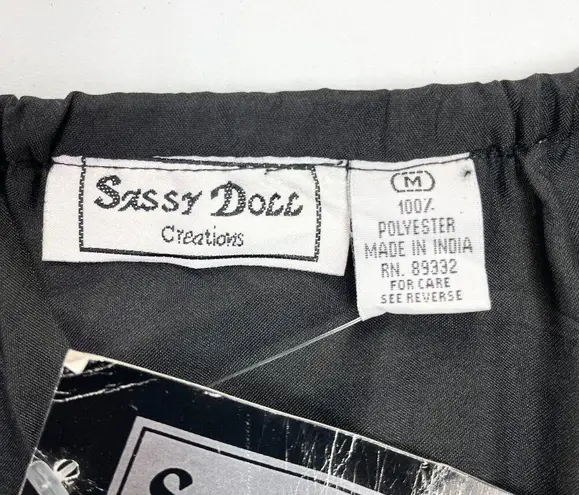 Sassy Doll
Creations
M
100%
POLYESTER
MADE IN INDIA
RN. 89332
FOR CARE
SEE REVERSE